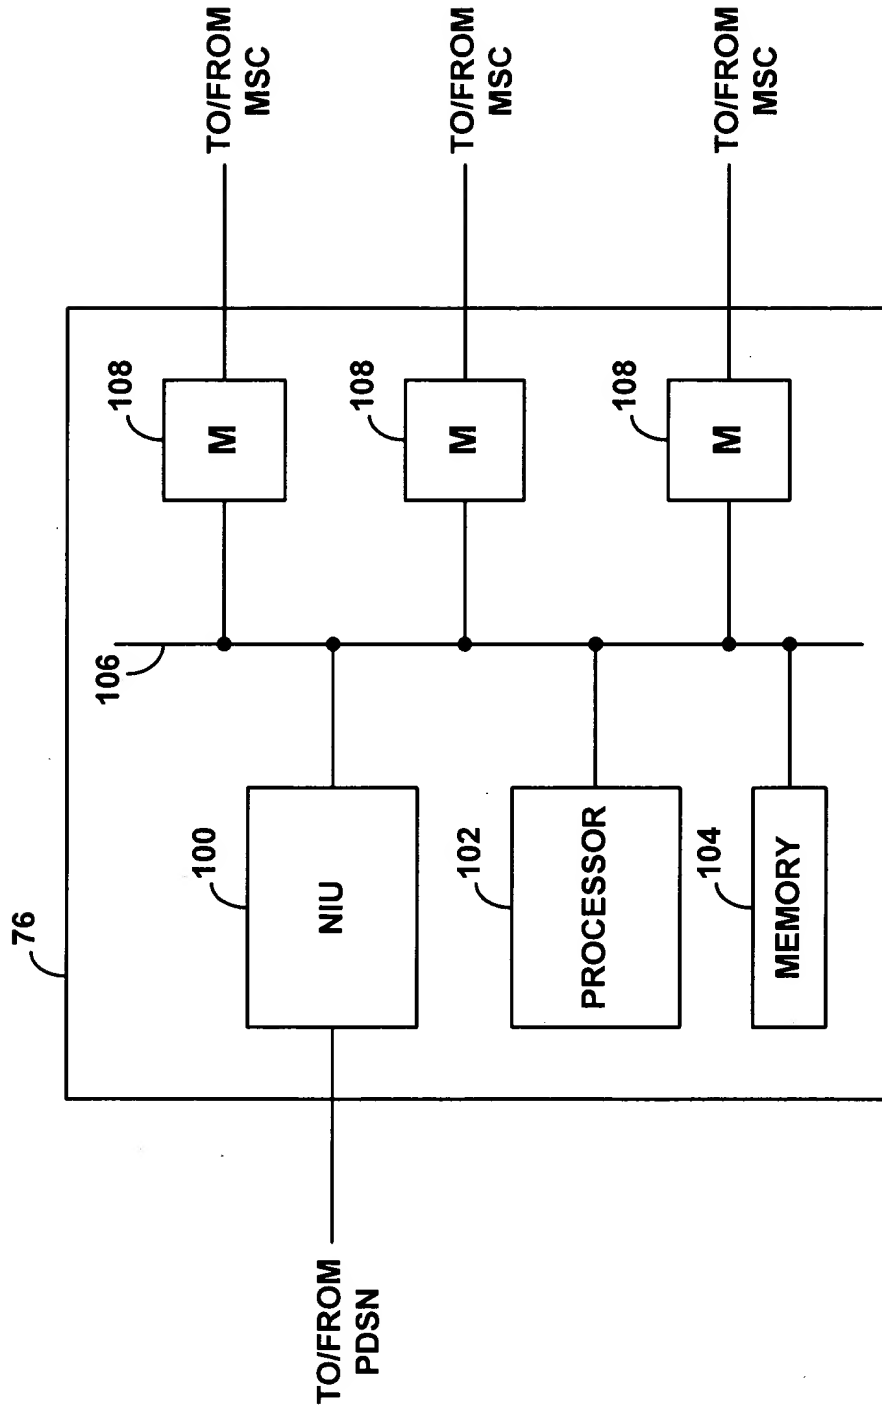 76
100
NIU
TO/FROM
PDSN
102
PROCESSOR
104
MEMORY
106
108
M
TO/FROM
MSC
108
M
TO/FROM
MSC
108
M
TO/FROM
MSC